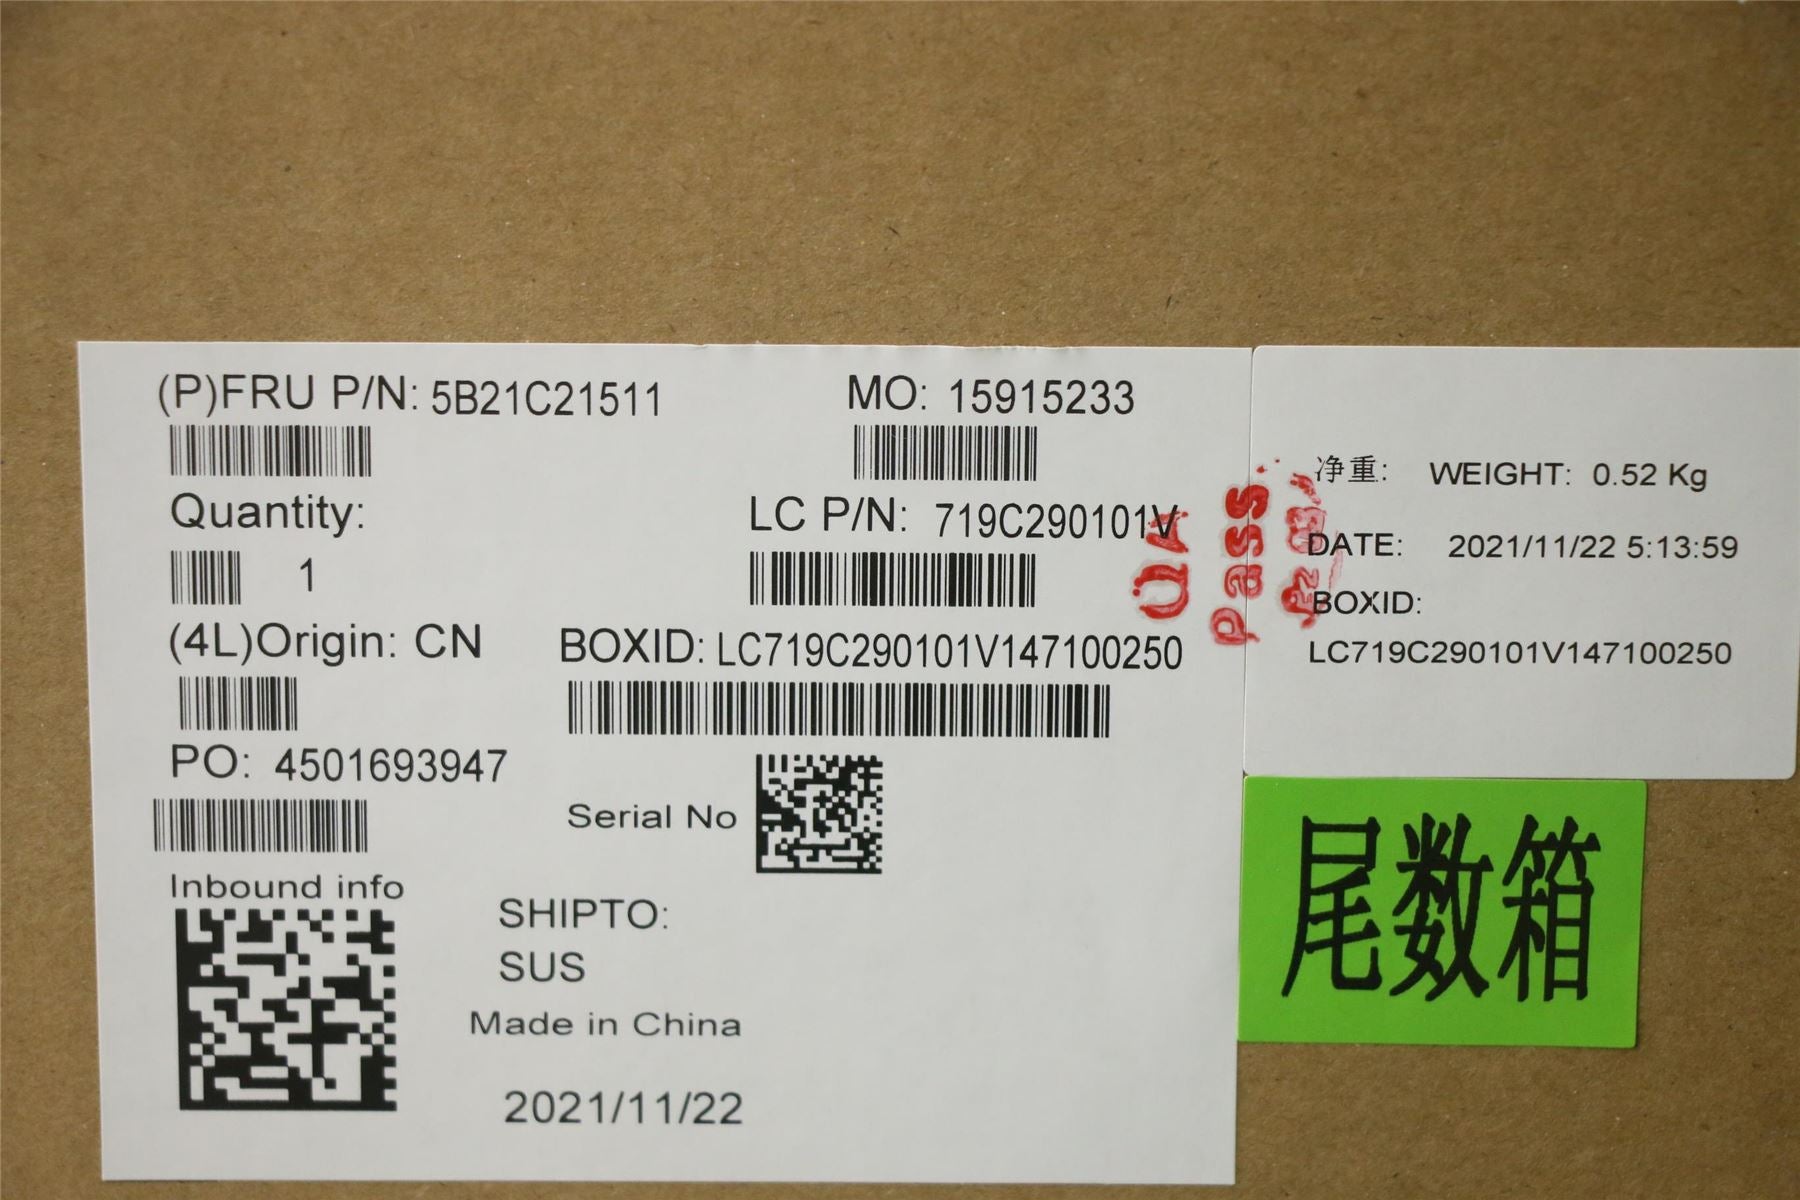 (P)FRU P/N: 5B21C21511
MO: 15915233
Quantity:
1
LC P/N: 719C290101V
(4L)Origin: CN
BOXID: LC719C290101V147100250
PO: 4501693947
Serial No
Inbound info
SHIPTO:
SUS
Made in China
2021/11/22
QA
pass
净重: WEIGHT: 0.52 Kg
DATE: 2021/11/22 5:13:59
BOXID:
LC719C290101V147100250
尾数箱